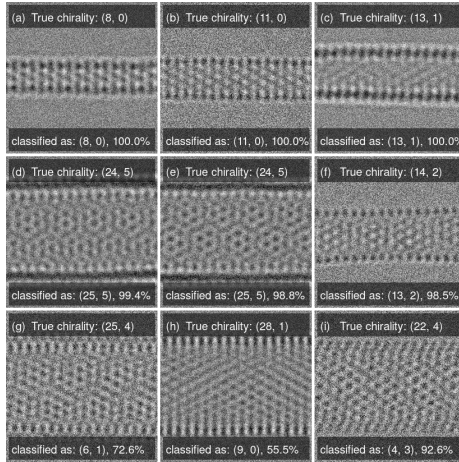 (a) True chirality: (8, 0)
classified as: (8, 0), 100.0%
(b) True chirality: (11, 0)
classified as: (11, 0), 100.0%
(c) True chirality: (13, 1)
classified as: (13, 1), 100.0%
(d) True chirality: (24, 5)
classified as: (25, 5), 99.4%
(e) True chirality: (24, 5)
classified as: (25, 5), 98.8%
(f) True chirality: (14, 2)
classified as: (13, 2), 98.5%
(g) True chirality: (25, 4)
classified as: (6, 1), 72.6%
(h) True chirality: (28, 1)
classified as: (9, 0), 55.5%
(i) True chirality: (22, 4)
classified as: (4, 3), 92.6%